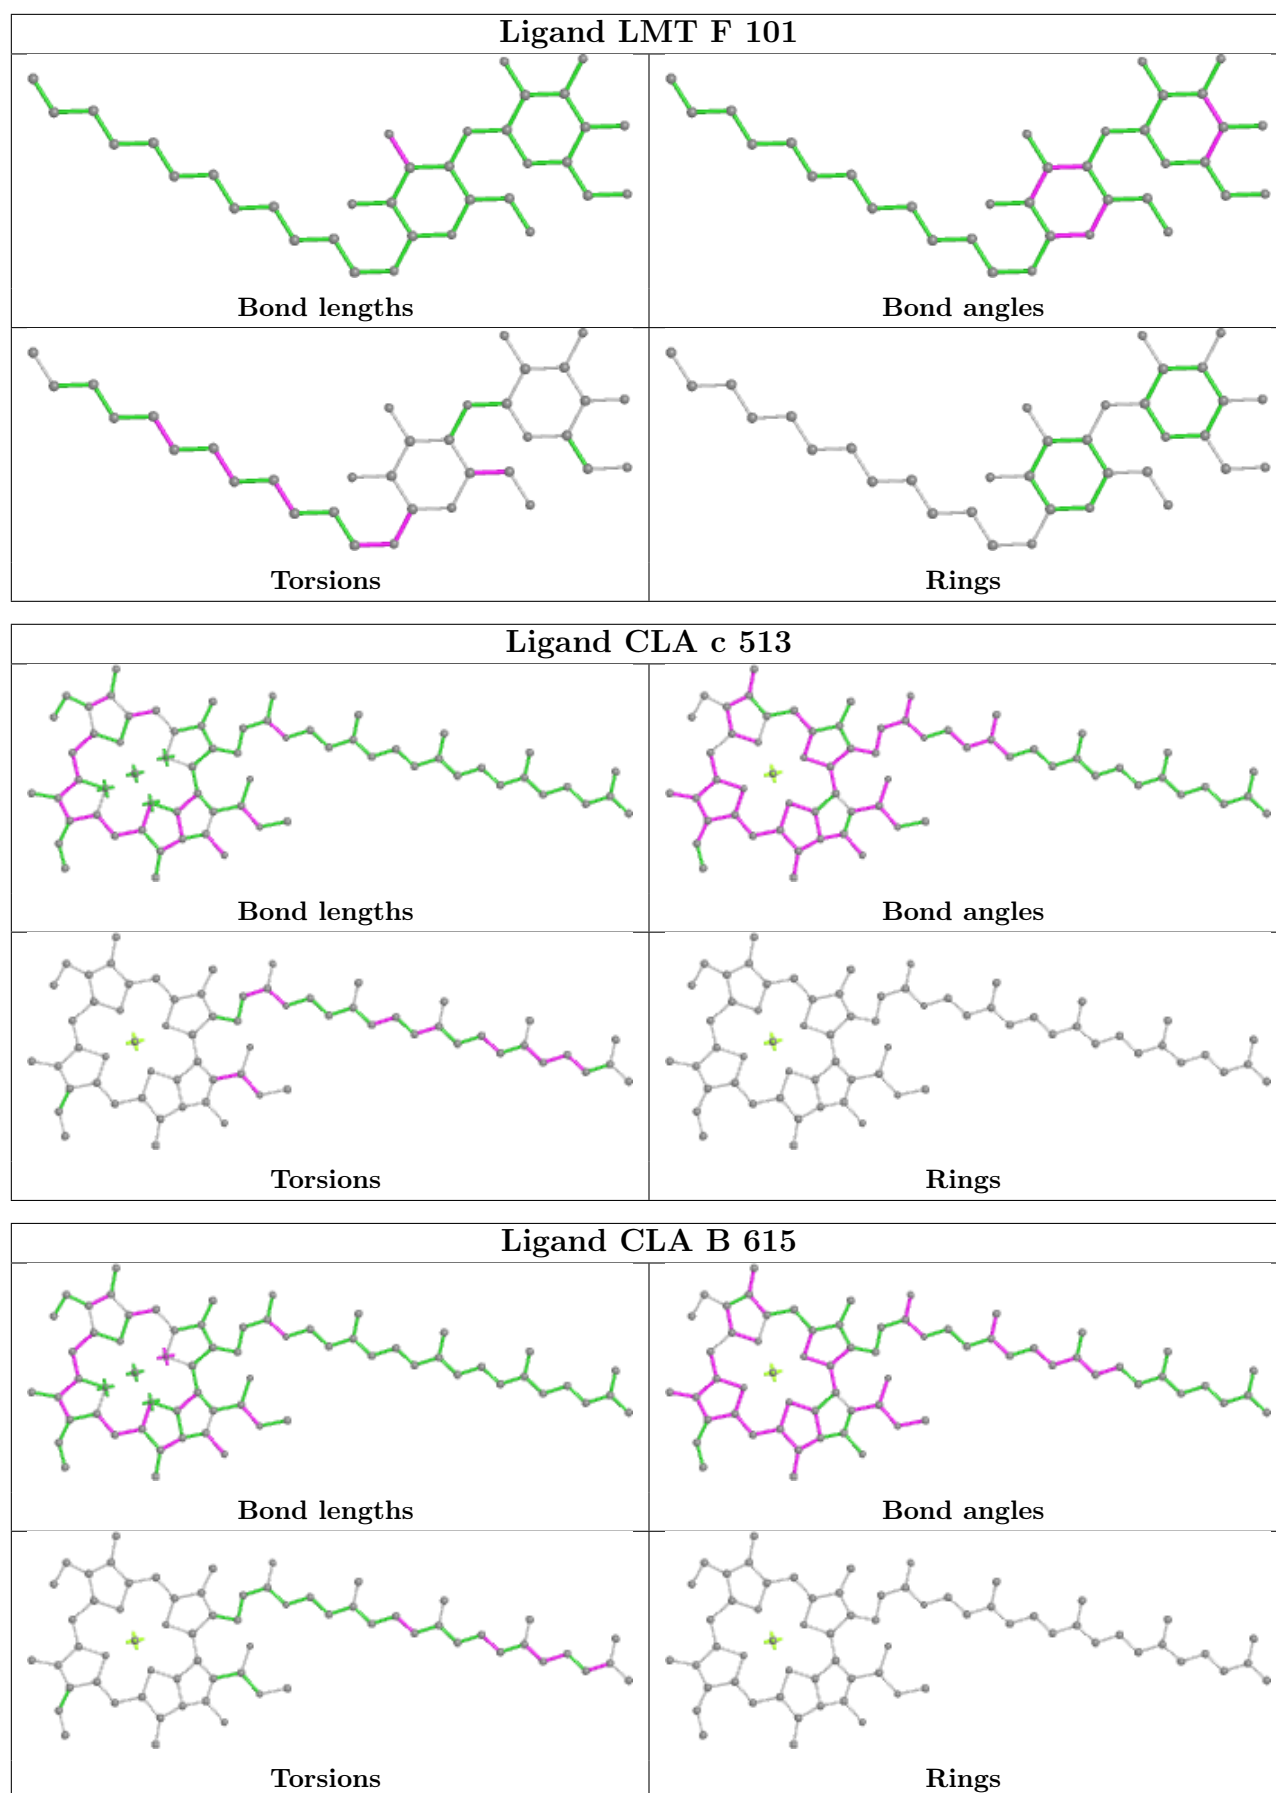 Ligand LMT F 101
Bond lengths
Bond angles
Torsions
Rings
Ligand CLA c 513
Bond lengths
Bond angles
Torsions
Rings
Ligand CLA B 615
Bond lengths
Bond angles
Torsions
Rings